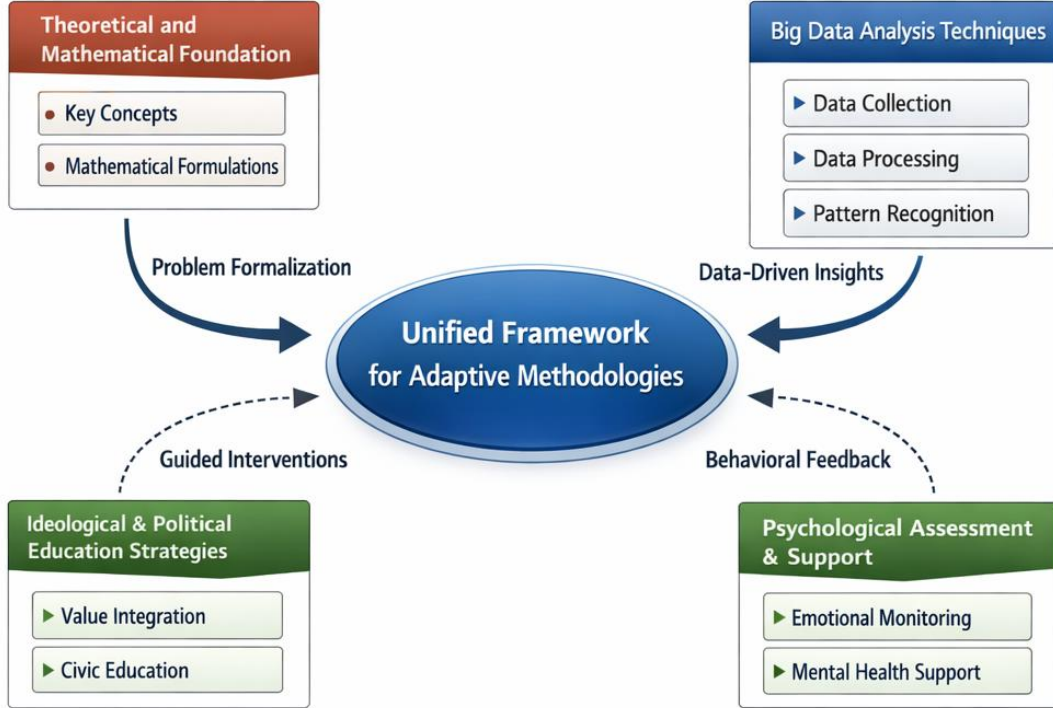 Theoretical and
Mathematical Foundation
Key Concepts
Mathematical Formulations
Big Data Analysis Techniques
Data Collection
Data Processing
Pattern Recognition
Problem Formalization
Data-Driven Insights
Unified Framework
for Adaptive Methodologies
Guided Interventions
Behavioral Feedback
Ideological & Political
Education Strategies
Value Integration
Civic Education
Psychological Assessment
& Support
Emotional Monitoring
Mental Health Support